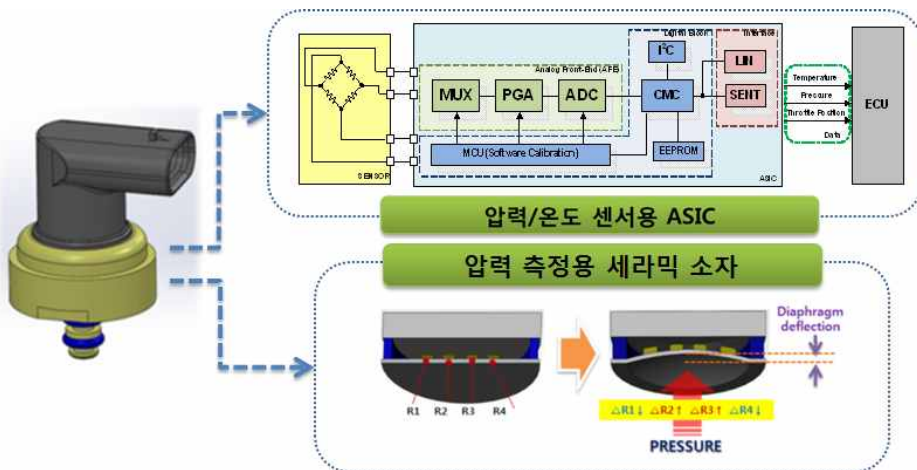 Digital Block
Interface
I²C
LIN
Analog Front-End (AFE)
MUX
PGA
ADC
CMC
SENT
MCU(Software Calibration)
EEPROM
SENSOR
ASIC
Temperature
Pressure
Throttle Position
Data
ECU
압력/온도 센서용 ASIC
압력 측정용 세라믹 소자
Diaphragm
deflection
R1 R2 R3 R4
△R1↓ △R2↑ △R3↑ △R4↓
PRESSURE